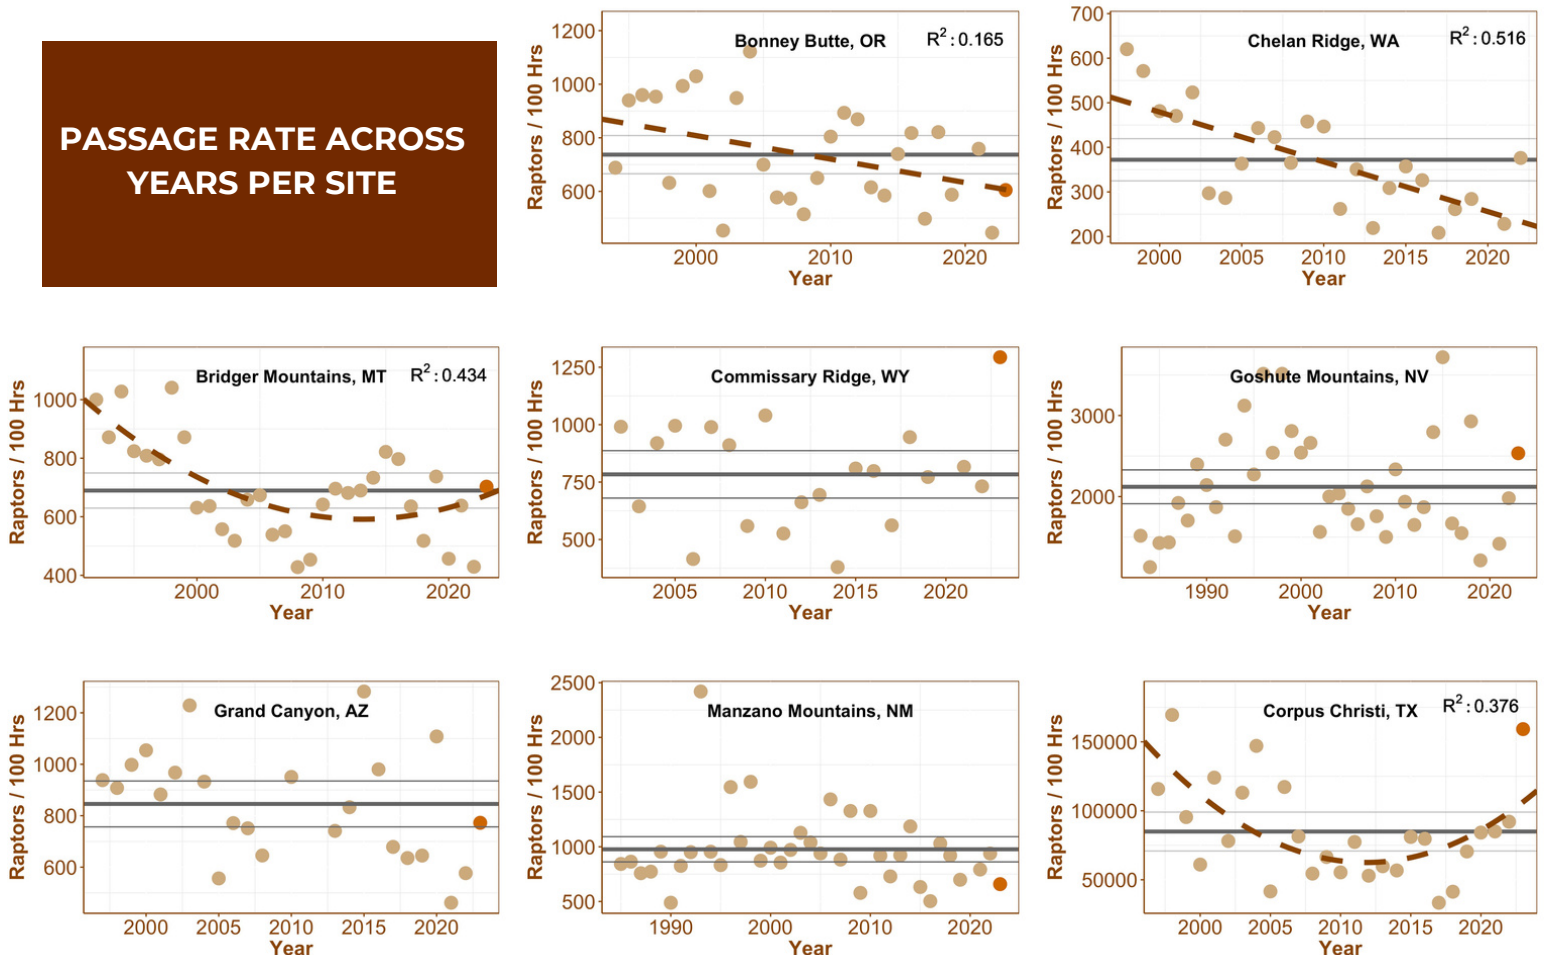 PASSAGE RATE ACROSS
YEARS PER SITE
Bonney Butte, OR
R²:0.165
Raptors / 100 Hrs
1200
1000
800
600
2000 2010 2020
Year
Chelan Ridge, WA
R²:0.516
Raptors / 100 Hrs
700
600
500
400
300
200
2000 2005 2010 2015 2020
Year
Bridger Mountains, MT
R²:0.434
Raptors / 100 Hrs
1000
800
600
400
2000 2010 2020
Year
Commissary Ridge, WY
Raptors / 100 Hrs
1250
1000
750
500
2005 2010 2015 2020
Year
Goshute Mountains, NV
Raptors / 100 Hrs
3000
2000
1990 2000 2010 2020
Year
Grand Canyon, AZ
Raptors / 100 Hrs
1200
1000
800
600
2000 2005 2010 2015 2020
Year
Manzano Mountains, NM
Raptors / 100 Hrs
2500
2000
1500
1000
500
1990 2000 2010 2020
Year
Corpus Christi, TX
R²:0.376
Raptors / 100 Hrs
150000
100000
50000
2000 2005 2010 2015 2020
Year